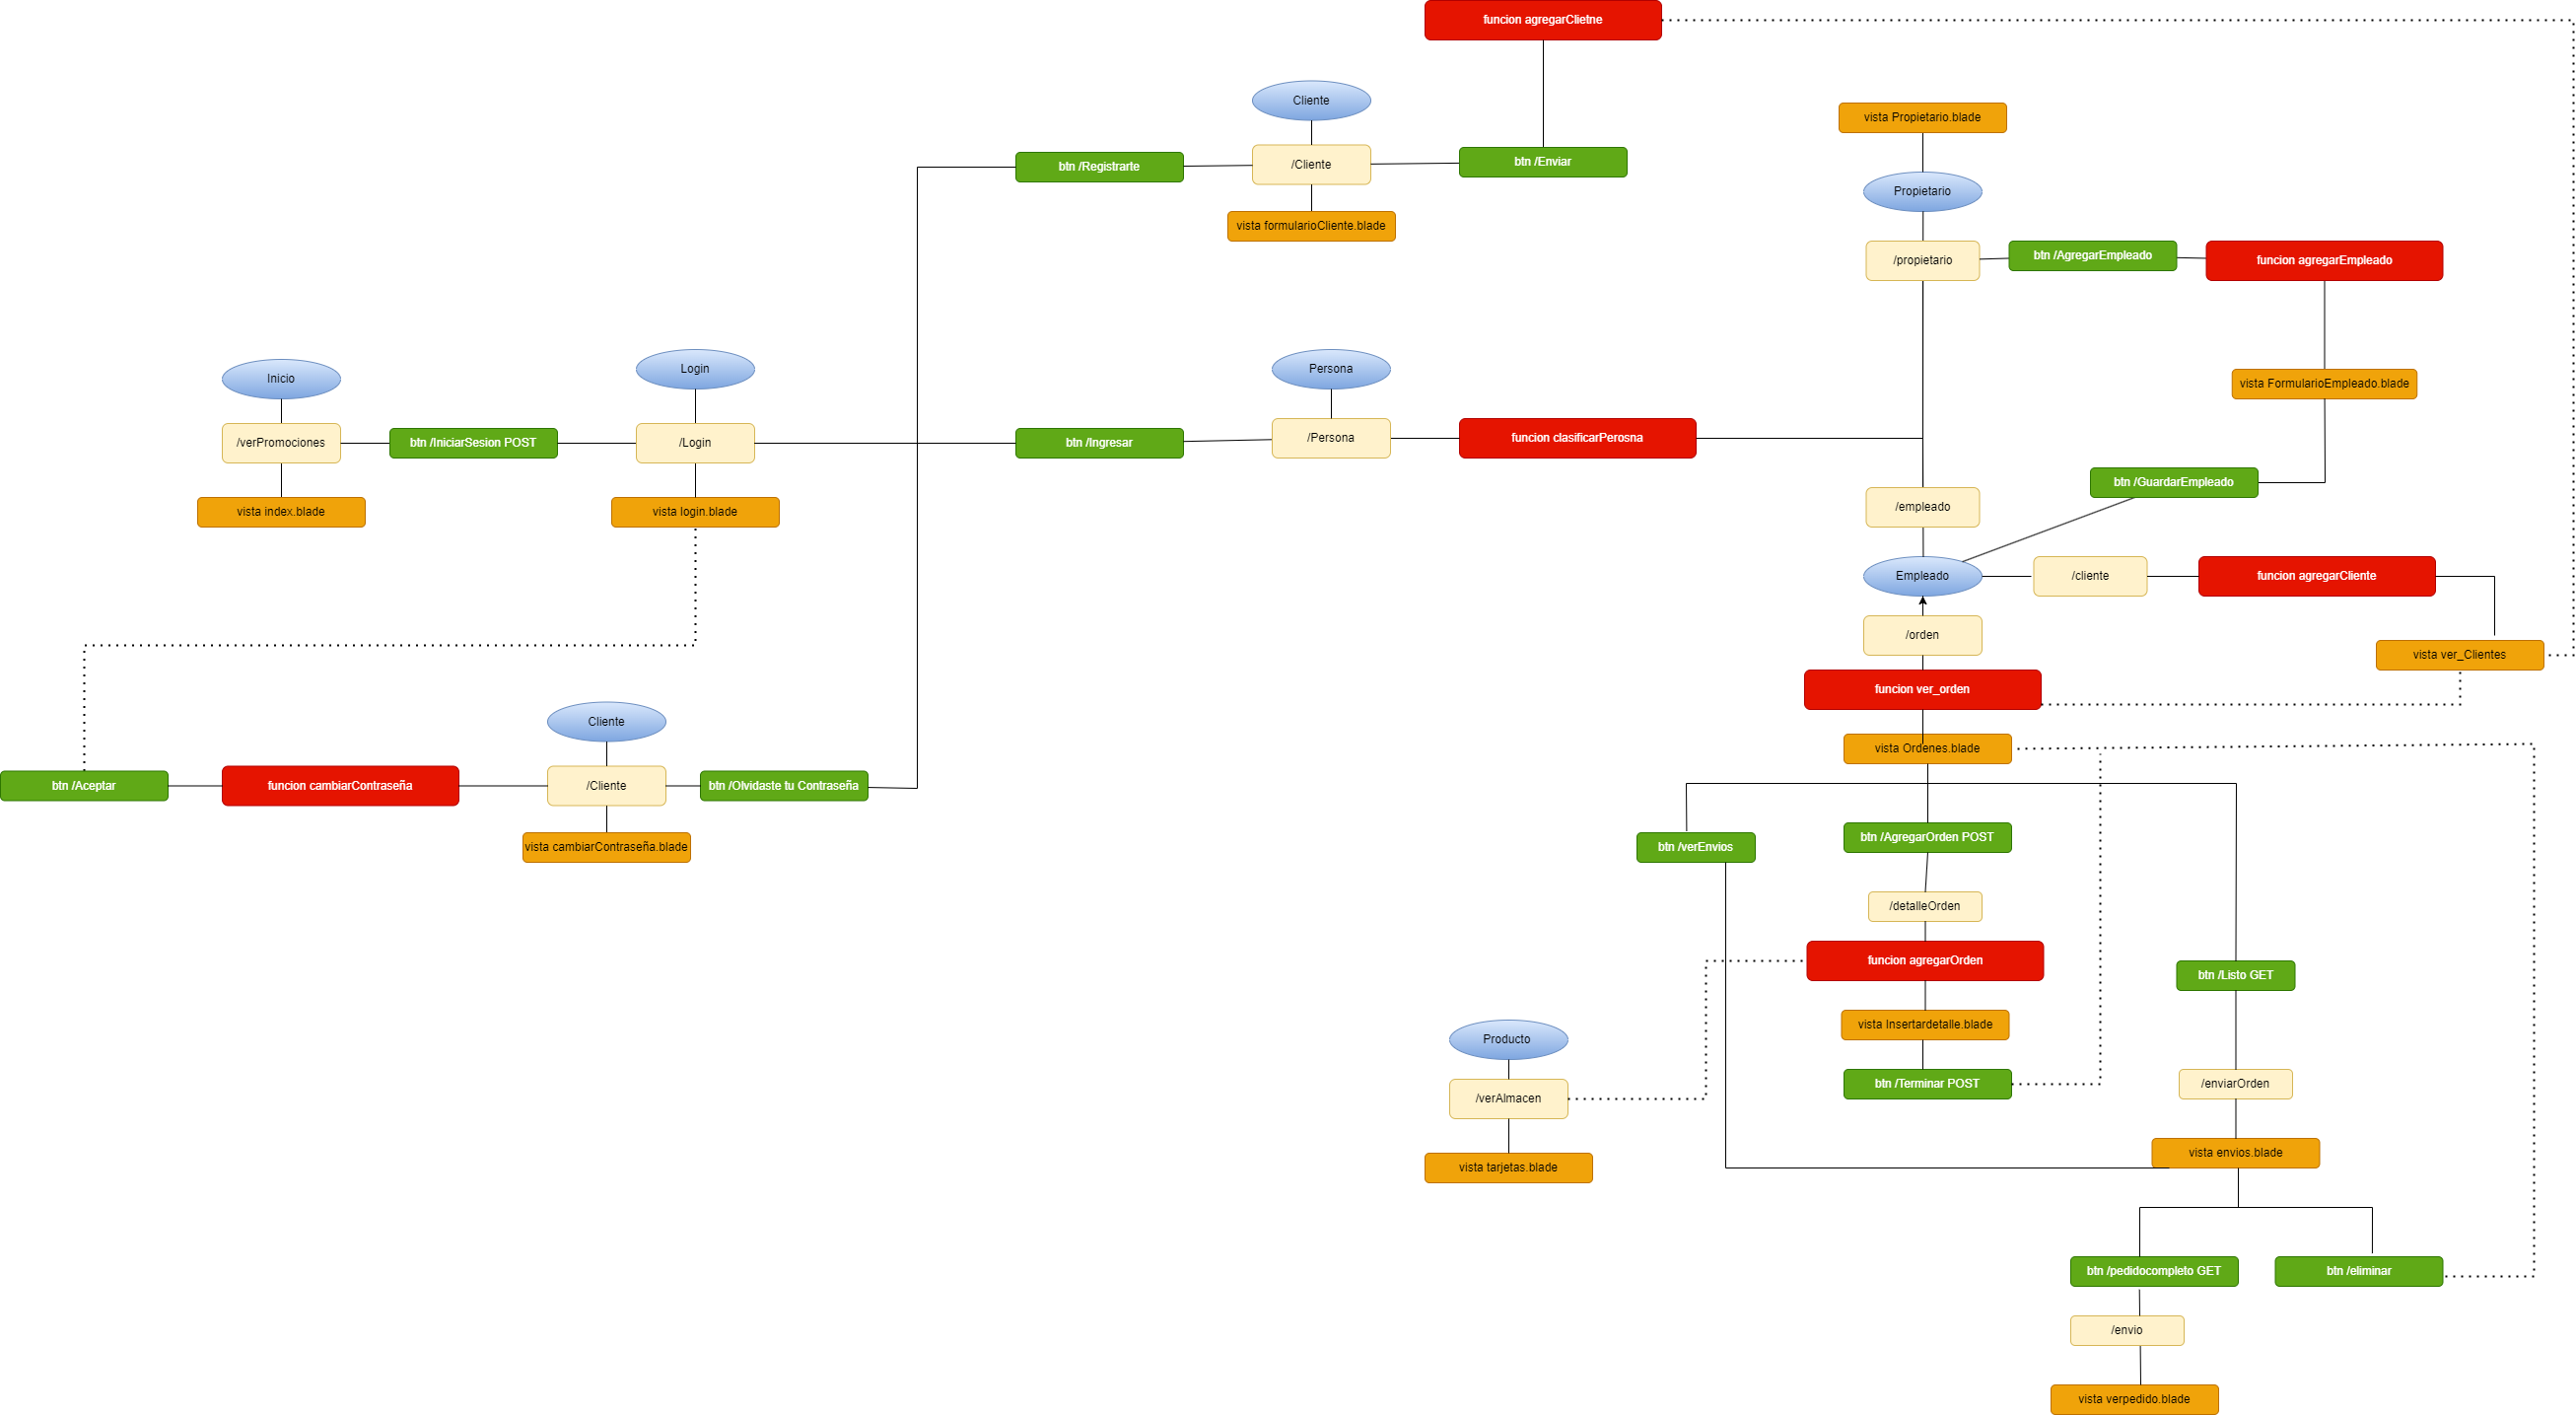 funcion agregarClietne
Cliente
vista Propietario.blade
btn /Registrarte
/Cliente
btn /Enviar
Propietario
vista formularioCliente.blade
/propietario
btn /AgregarEmpleado
funcion agregarEmpleado
Inicio
Login
Persona
vista FormularioEmpleado.blade
/verPromociones
btn /IniciarSesion POST
/Login
btn /Ingresar
/Persona
funcion clasificarPerosna
btn /GuardarEmpleado
vista index.blade
vista login.blade
/empleado
Empleado
/cliente
funcion agregarCliente
/orden
vista ver_Clientes
funcion ver_orden
Cliente
vista Ordenes.blade
btn /Aceptar
funcion cambiarContraseña
/Cliente
btn /Olvidaste tu Contraseña
btn /verEnvios
btn /AgregarOrden POST
vista cambiarContraseña.blade
/detalleOrden
funcion agregarOrden
btn /Listo GET
Producto
vista Insertardetalle.blade
/verAlmacen
btn /Terminar POST
/enviarOrden
vista tarjetas.blade
vista envios.blade
btn /pedidocompleto GET
btn /eliminar
/envio
vista verpedido.blade